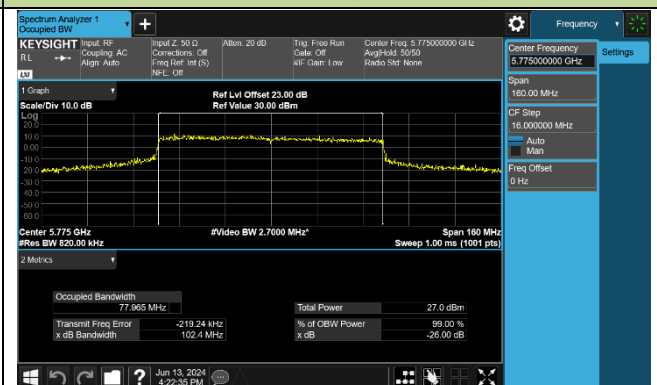 Spectrum Analyzer 1
Occupied BW
Frequency
KEYSIGHT
RL
LXI
Input: RF
Coupling: AC
Align: Auto
Input Z: 50 Ω
Corrections: Off
Freq Ref: Int (S)
NFE: Off
Atten: 20 dB
Trig: Free Run
Gate: Off
#IF Gain: Low
Center Freq: 5.775000000 GHz
Avg|Hold: 50/50
Radio Std: None
Center Frequency
5.775000000 GHz
Settings
Span
160.00 MHz
CF Step
16.000000 MHz
Auto
Man
Freq Offset
0 Hz
1 Graph
Scale/Div 10.0 dB
Ref Lvl Offset 23.00 dB
Ref Value 30.00 dBm
Log
20.0
10.0
0.00
-10.0
-20.0
-30.0
-40.0
-50.0
-60.0
Center 5.775 GHz
#Res BW 820.00 kHz
#Video BW 2.7000 MHz*
Span 160 MHz
Sweep 1.00 ms (1001 pts)
2 Metrics
Occupied Bandwidth
77.965 MHz
Total Power 27.0 dBm
Transmit Freq Error -219.24 kHz
% of OBW Power 99.00 %
x dB Bandwidth 102.4 MHz
x dB -26.00 dB
?
Jun 13, 2024
4:22:35 PM